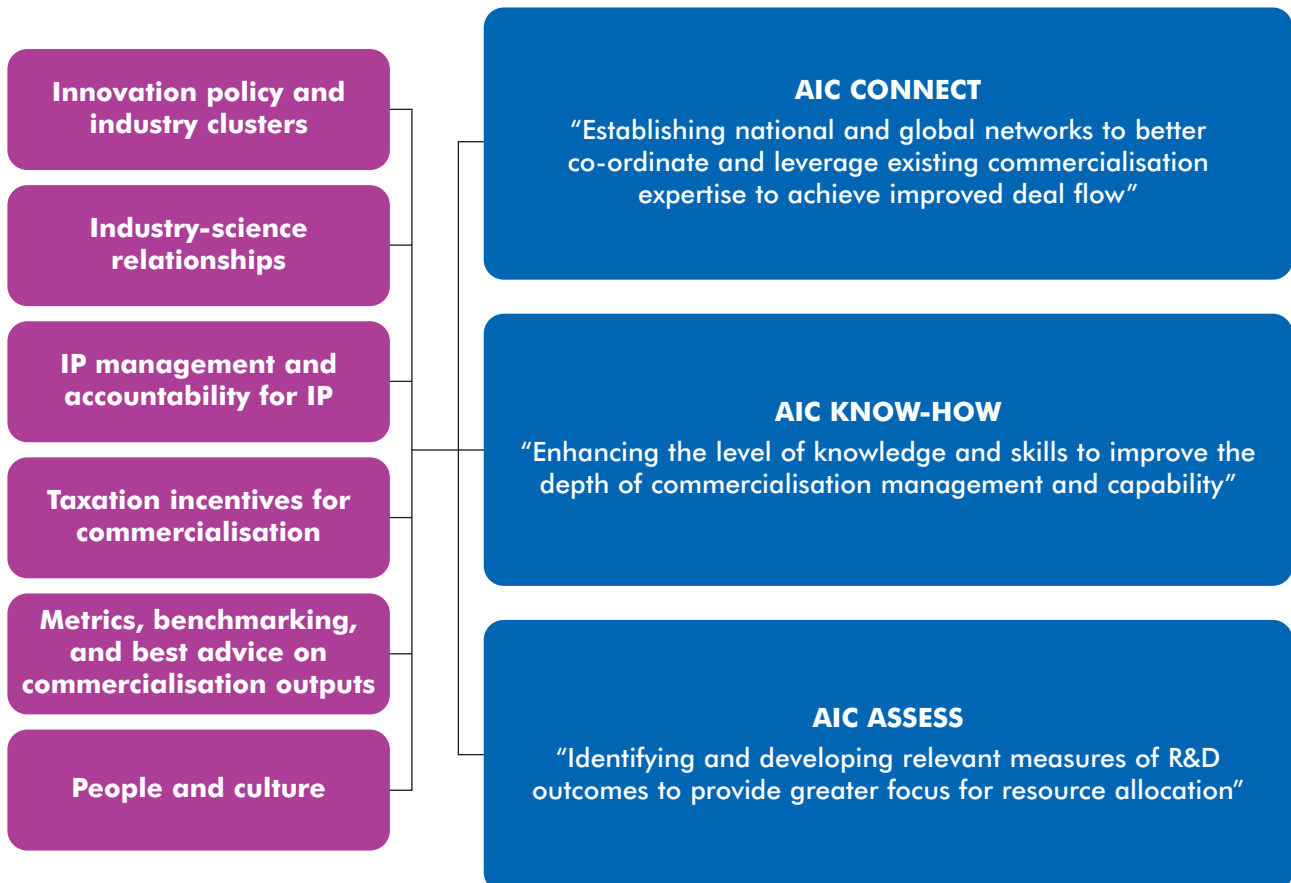 Innovation policy and
industry clusters
Industry-science
relationships
IP management and
accountability for IP
Taxation incentives for
commercialisation
Metrics, benchmarking,
and best advice on
commercialisation outputs
People and culture
AIC CONNECT
“Establishing national and global networks to better
co-ordinate and leverage existing commercialisation
expertise to achieve improved deal flow”
AIC KNOW-HOW
“Enhancing the level of knowledge and skills to improve the
depth of commercialisation management and capability”
AIC ASSESS
“Identifying and developing relevant measures of R&D
outcomes to provide greater focus for resource allocation”